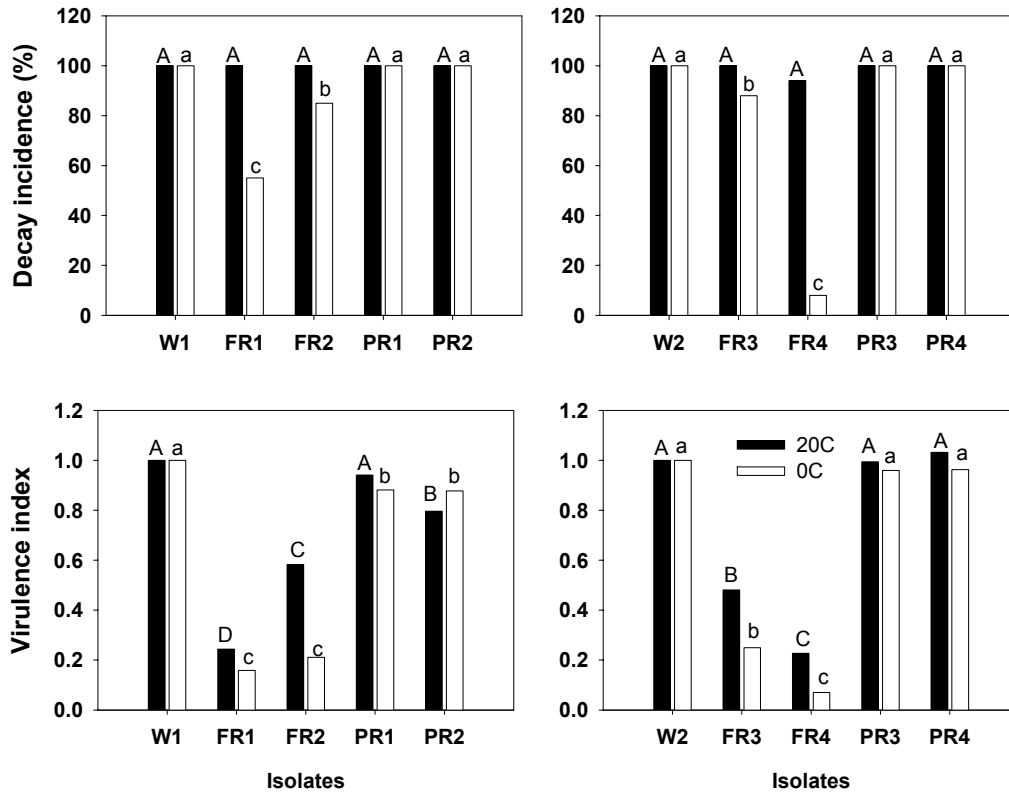 Decay incidence (%)
120
100
80
60
40
20
0
A a A c A b A a A a
W1 FR1 FR2 PR1 PR2
120
100
80
60
40
20
0
A a A b A c A a A a
W2 FR3 FR4 PR3 PR4
Virulence index
1.2
1.0
0.8
0.6
0.4
0.2
0.0
A a D c C c A b B b
W1 FR1 FR2 PR1 PR2
Isolates
1.2
1.0
0.8
0.6
0.4
0.2
0.0
20C
0C
A a B b C c A a A a
W2 FR3 FR4 PR3 PR4
Isolates